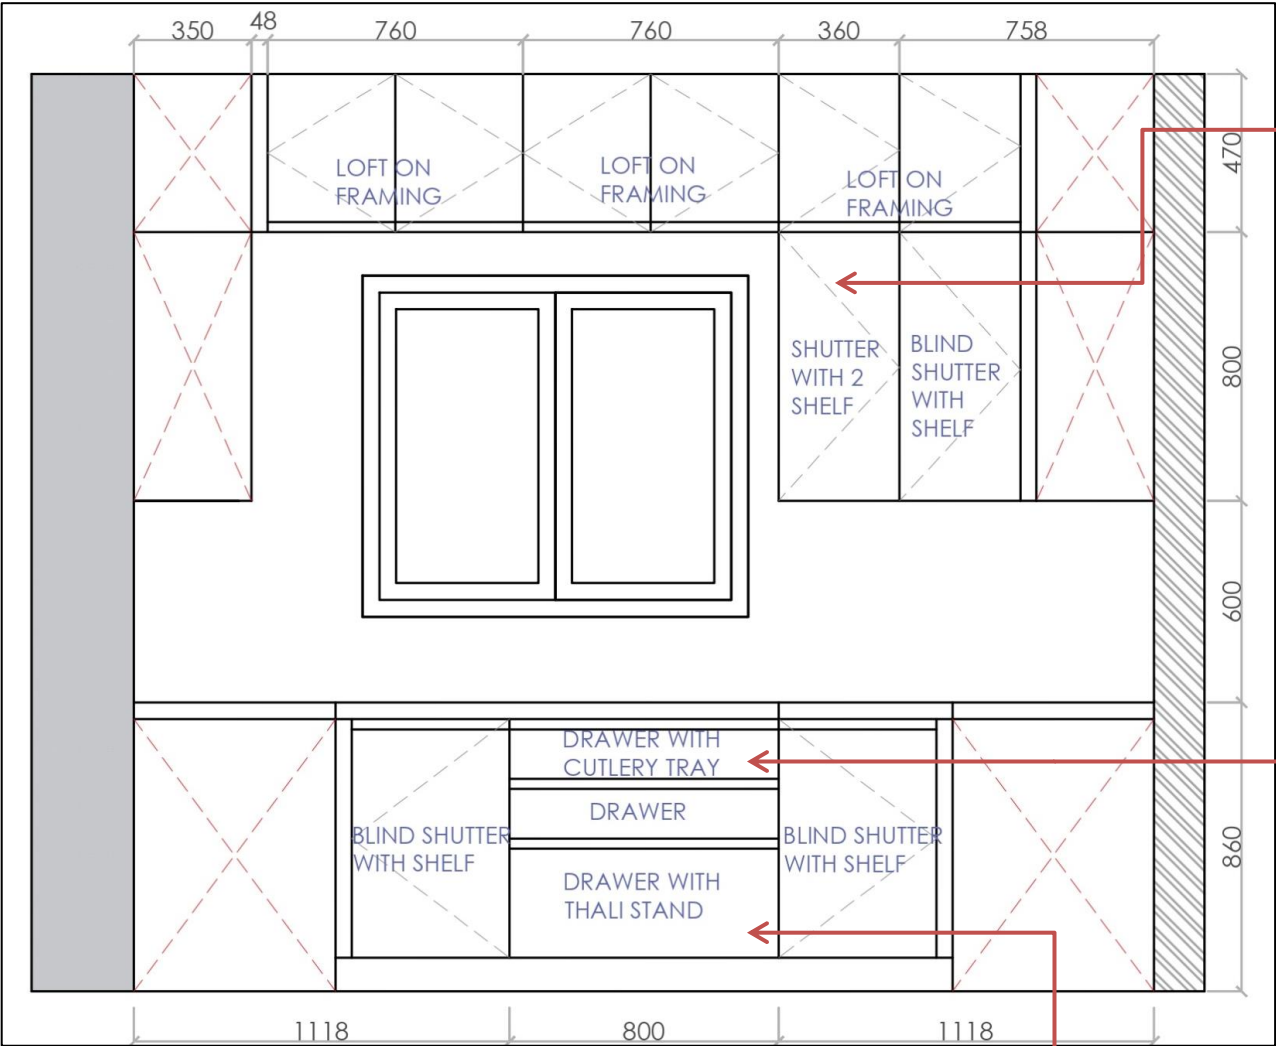 350 48 760 760 360 758
LOFT ON
FRAMING
LOFT ON
FRAMING
LOFT ON
FRAMING
470
SHUTTER
WITH 2
SHELF
BLIND
SHUTTER
WITH
SHELF
800
600
DRAWER WITH
CUTLERY TRAY
DRAWER
BLIND SHUTTER
WITH SHELF
DRAWER WITH
THALI STAND
BLIND SHUTTER
WITH SHELF
860
1118 800 1118